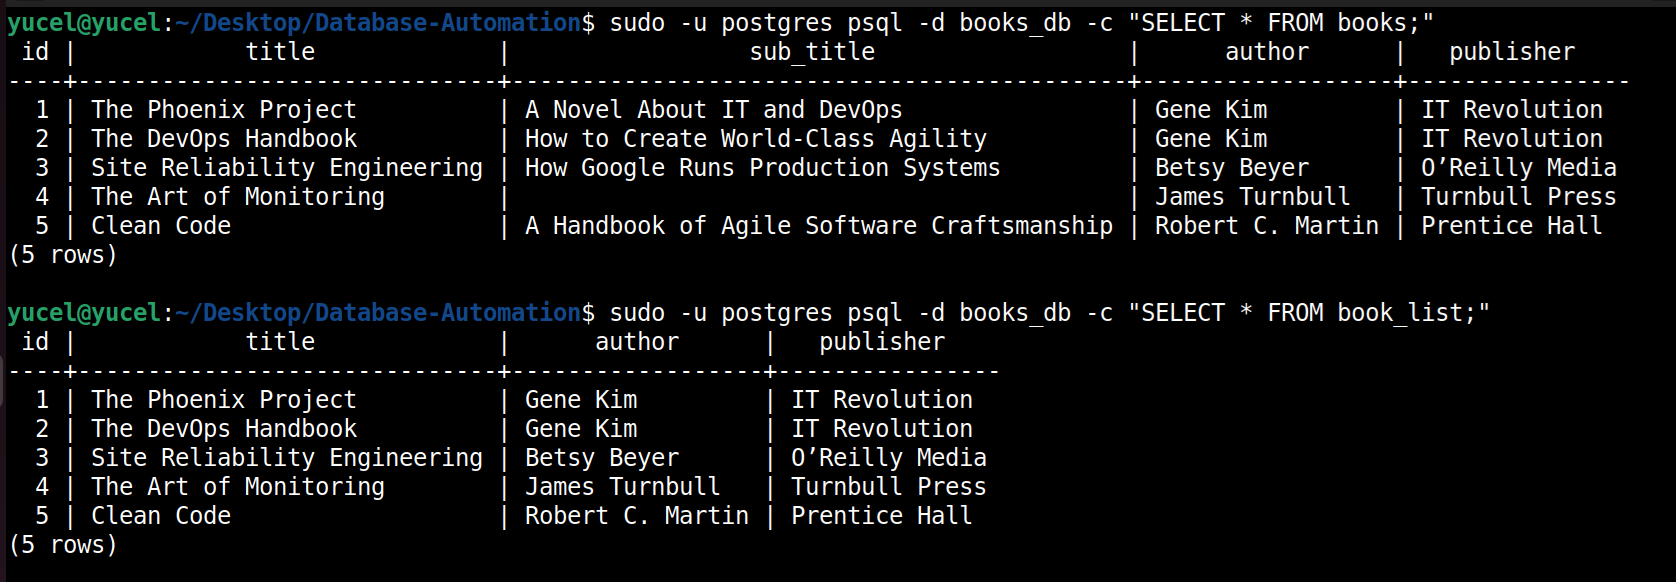 yucel@yucel:~/Desktop/Database-Automation$ sudo -u postgres psql -d books_db -c "SELECT * FROM books;"
 id |            title             |                 sub_title                  |      author      |   publisher
----+------------------------------+--------------------------------------------+------------------+----------------
  1 | The Phoenix Project          | A Novel About IT and DevOps                | Gene Kim         | IT Revolution
  2 | The DevOps Handbook          | How to Create World-Class Agility          | Gene Kim         | IT Revolution
  3 | Site Reliability Engineering | How Google Runs Production Systems         | Betsy Beyer      | O’Reilly Media
  4 | The Art of Monitoring        |                                            | James Turnbull   | Turnbull Press
  5 | Clean Code                   | A Handbook of Agile Software Craftsmanship | Robert C. Martin | Prentice Hall
(5 rows)

yucel@yucel:~/Desktop/Database-Automation$ sudo -u postgres psql -d books_db -c "SELECT * FROM book_list;"
 id |            title             |      author      |   publisher
----+------------------------------+------------------+----------------
  1 | The Phoenix Project          | Gene Kim         | IT Revolution
  2 | The DevOps Handbook          | Gene Kim         | IT Revolution
  3 | Site Reliability Engineering | Betsy Beyer      | O’Reilly Media
  4 | The Art of Monitoring        | James Turnbull   | Turnbull Press
  5 | Clean Code                   | Robert C. Martin | Prentice Hall
(5 rows)